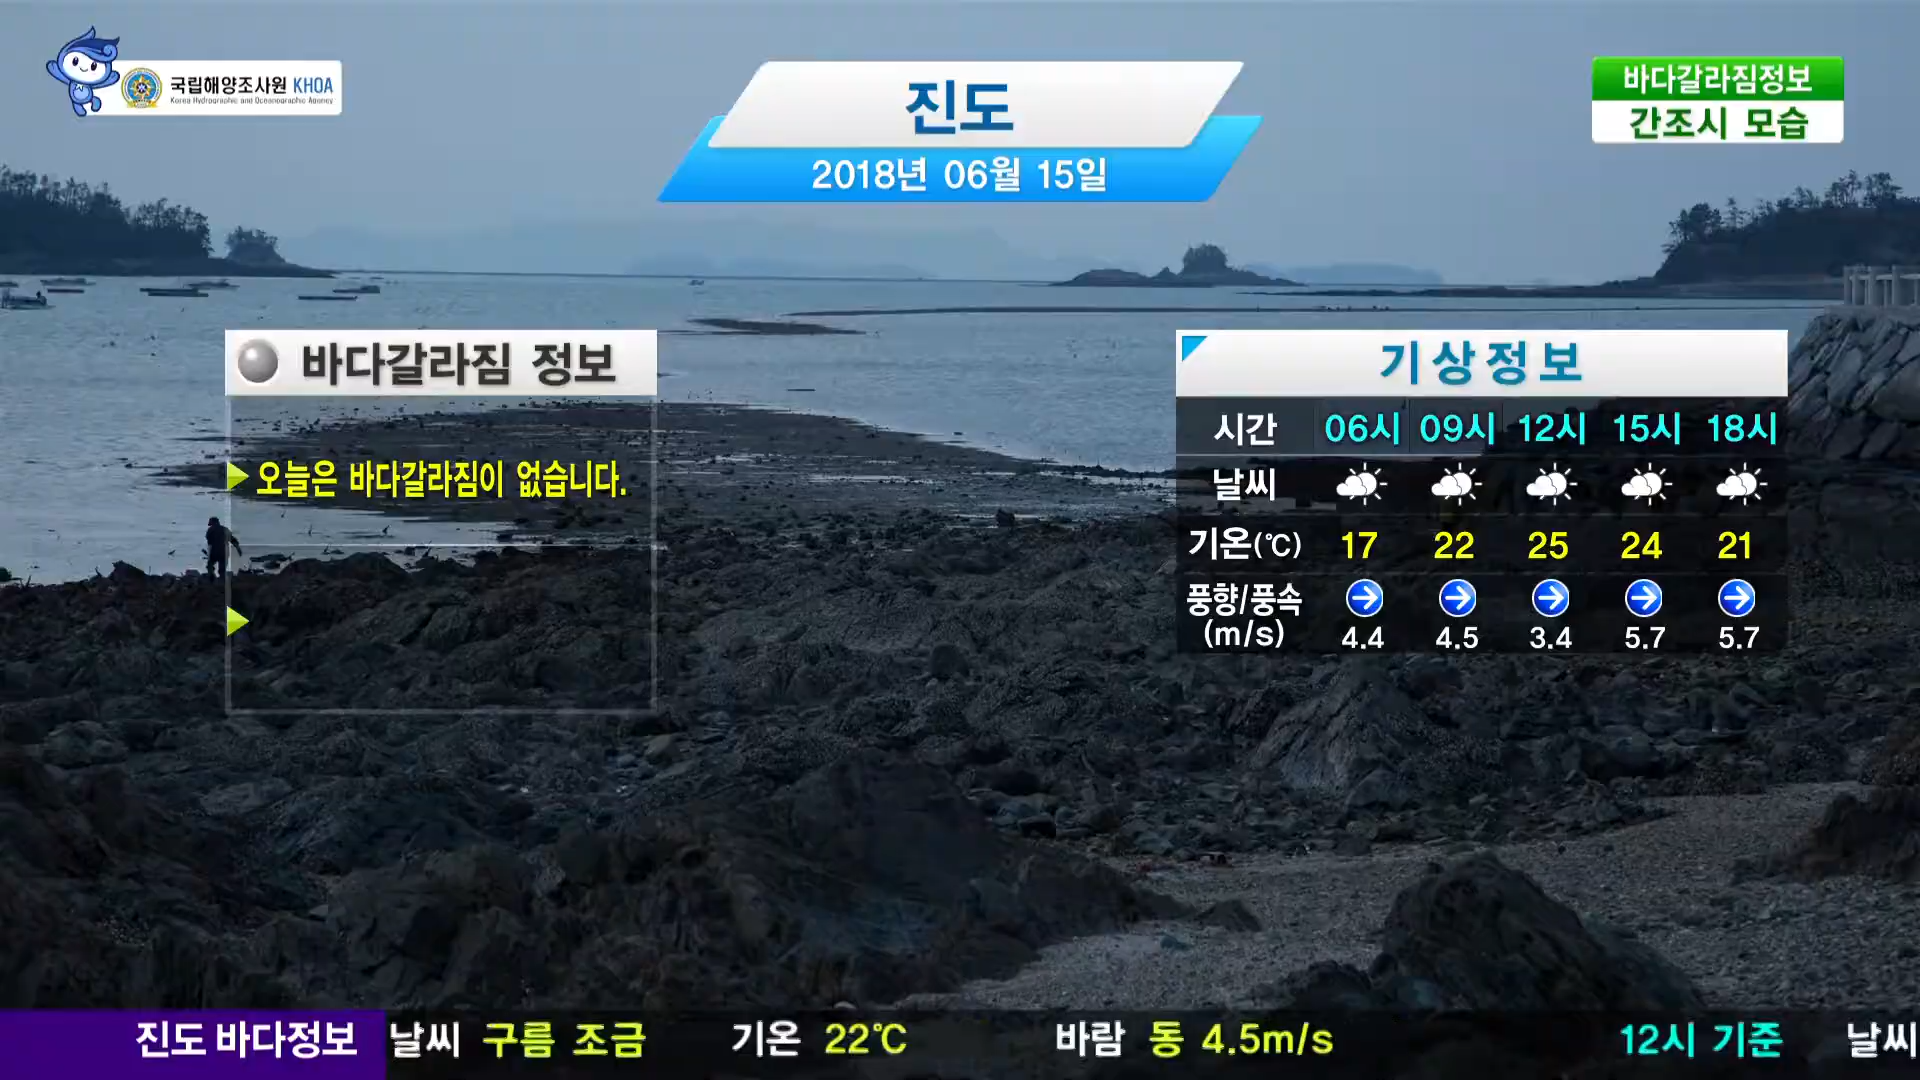 국립해양조사원 KHOA
Korea Hydrographic and Oceanographic Agency
진도
2018년 06월 15일
바다갈라짐정보
간조시 모습
바다갈라짐 정보
오늘은 바다갈라짐이 없습니다.
기상정보
시간 06시 09시 12시 15시 18시
날씨
기온(℃) 17 22 25 24 21
풍향/풍속
(m/s) 4.4 4.5 3.4 5.7 5.7
진도 바다정보 날씨 구름 조금 기온 22℃ 바람 동 4.5m/s 12시 기준 날씨